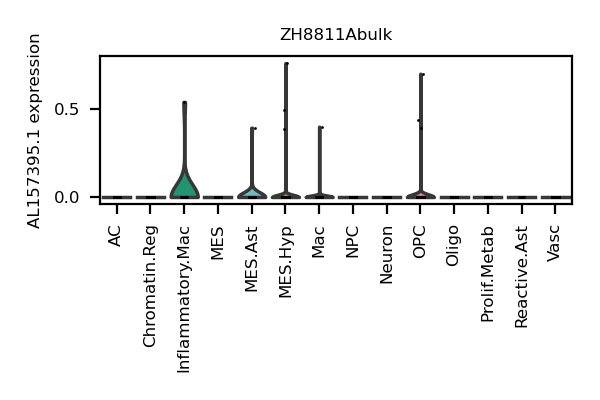 ZH8811Abulk
AL157395.1 expression
0.5
0.0
AC
Chromatin.Reg
Inflammatory.Mac
MES
MES.Ast
MES.Hyp
Mac
NPC
Neuron
OPC
Oligo
Prolif.Metab
Reactive.Ast
Vasc